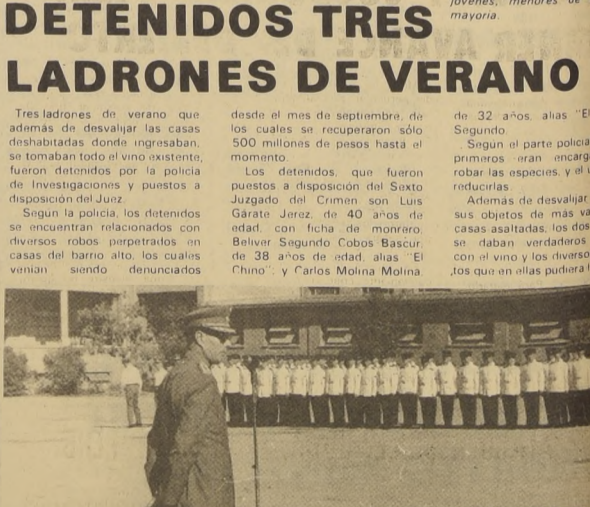 jóvenes, menores de
mayoría.
DETENIDOS TRES
LADRONES DE VERANO
Tres ladrones de verano que
además de desvalijar las casas
deshabitadas donde ingresaban,
se tomaban todo el vino existente,
fueron detenidos por la policía
de Investigaciones y puestos a
disposición del Juez.
Según la policía, los detenidos
se encuentran relacionados con
diversos robos perpetrados en
casas del barrio alto, los cuales
venían siendo denunciados
desde el mes de septiembre, de
los cuales se recuperaron sólo
500 millones de pesos hasta el
momento.
Los detenidos, que fueron
puestos a disposición del Sexto
Juzgado del Crimen son Luis
Gárate Jerez, de 40 años de
edad, con ficha de monrero,
Beliver Segundo Cobos Bascur,
de 38 años de edad, alias "El
Chino"; y Carlos Molina Molina,
de 32 años, alias "El
Segundo.
Según el parte policia
primeros eran encarg
robar las especies, y el
reducirlas.
Además de desvalijar
sus objetos de más va
casas asaltadas, los dos
se daban verdaderos
con el vino y los diverso
tos que en ellas pudiera